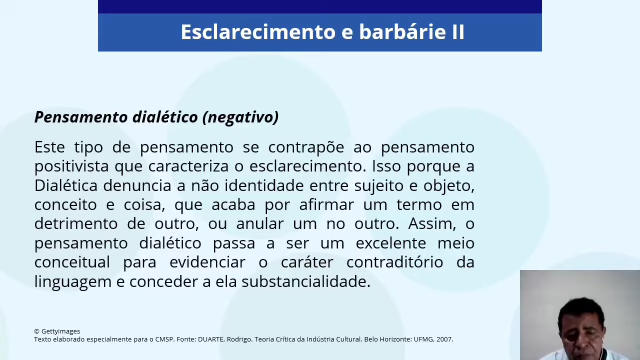 Esclarecimento e barbárie II
Pensamento dialético (negativo)
Este tipo de pensamento se contrapõe ao pensamento
positivista que caracteriza o esclarecimento. Isso porque a
Dialética denuncia a não identidade entre sujeito e objeto,
conceito e coisa, que acaba por afirmar um termo em
detrimento de outro, ou anular um no outro. Assim, o
pensamento dialético passa a ser um excelente meio
conceitual para evidenciar o caráter contraditório da
linguagem e conceder a ela substancialidade.
© Gettyimages
Texto elaborado especialmente para o CMSP. Fonte: DUARTE. Rodrigo. Teoria Crítica da Indústria Cultural. Belo Horizonte: UFMG, 2007.